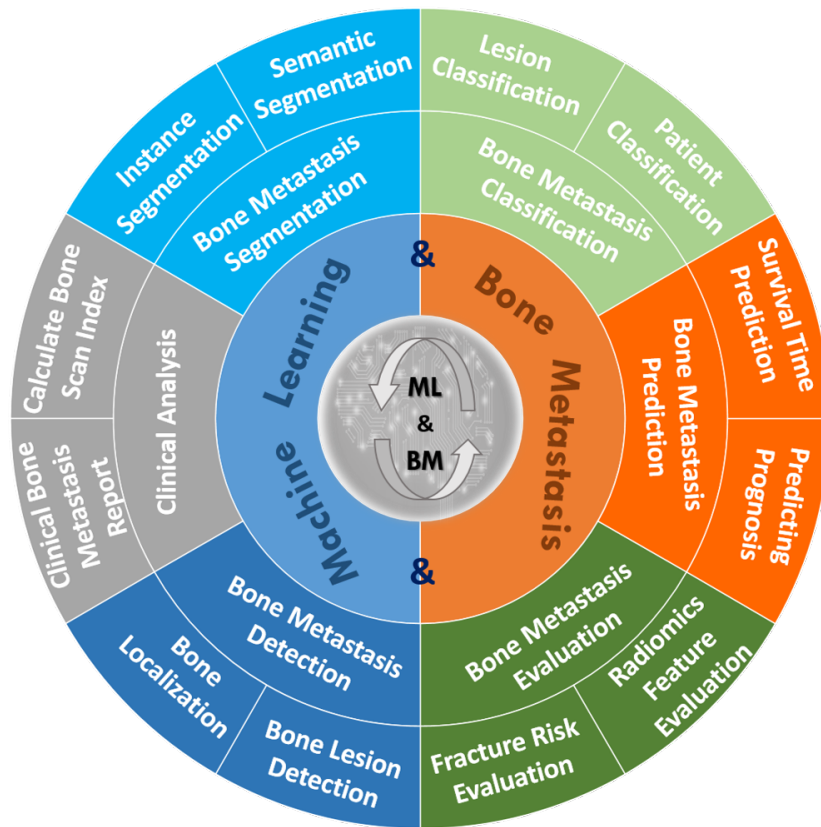 Semantic
Segmentation
Instance
Segmentation
Bone Metastasis
Segmentation
Lesion
Classification
Patient
Classification
Bone Metastasis
Classification
Survival Time
Prediction
Predicting
Prognosis
Bone Metastasis
Prediction
Radiomics
Feature
Evaluation
Fracture Risk
Evaluation
Bone Metastasis
Evaluation
Bone Lesion
Detection
Bone
Localization
Bone Metastasis
Detection
Clinical Bone
Metastasis
Report
Calculate Bone
Scan Index
Clinical Analysis
Machine Learning
&
Bone Metastasis
&
ML
&
BM